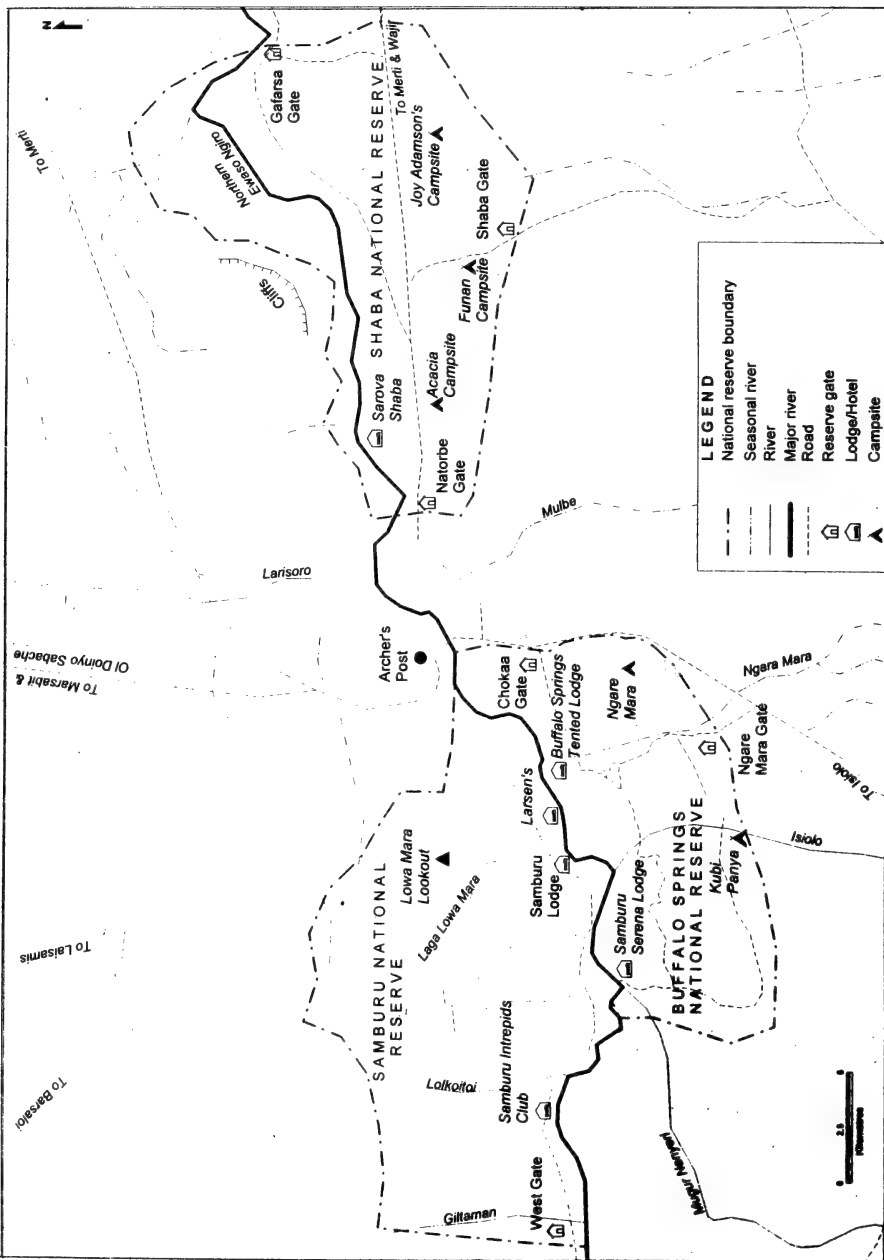 N
To Merti
To Marsabit &
Ol Doinyo Sabache
To Laisamis
To Barsaloi
Gafarsa
Gate
Northern
Ewaso Ngiro
SHABA NATIONAL RESERVE
To Merti & Wajir
Joy Adamson's
Campsite
Shaba Gate
Cliffs
Funan
Campsite
Sarova
Shaba
Acacia
Campsite
Natorbe
Gate
Larisoro
Mulbe
Archer's
Post
Chokaa
Gate
Buffalo Springs
Tented Lodge
Ngare
Mara
Ngara Mara
Ngare
Mara Gate
To Isiolo
Larsen's
Lowa Mara
Lookout
Laga Lowa Mara
Samburu
Lodge
SAMBURU NATIONAL
RESERVE
Samburu
Serena Lodge
BUFFALO SPRINGS
NATIONAL RESERVE
Kubi
Panya
Isiolo
Lolkoitoi
Samburu Intrepids
Club
Giltaman
West Gate
Mugur Nanyeri
0 2.5 5
Kilometres
LEGEND
National reserve boundary
Seasonal river
River
Major river
Road
Reserve gate
Lodge/Hotel
Campsite